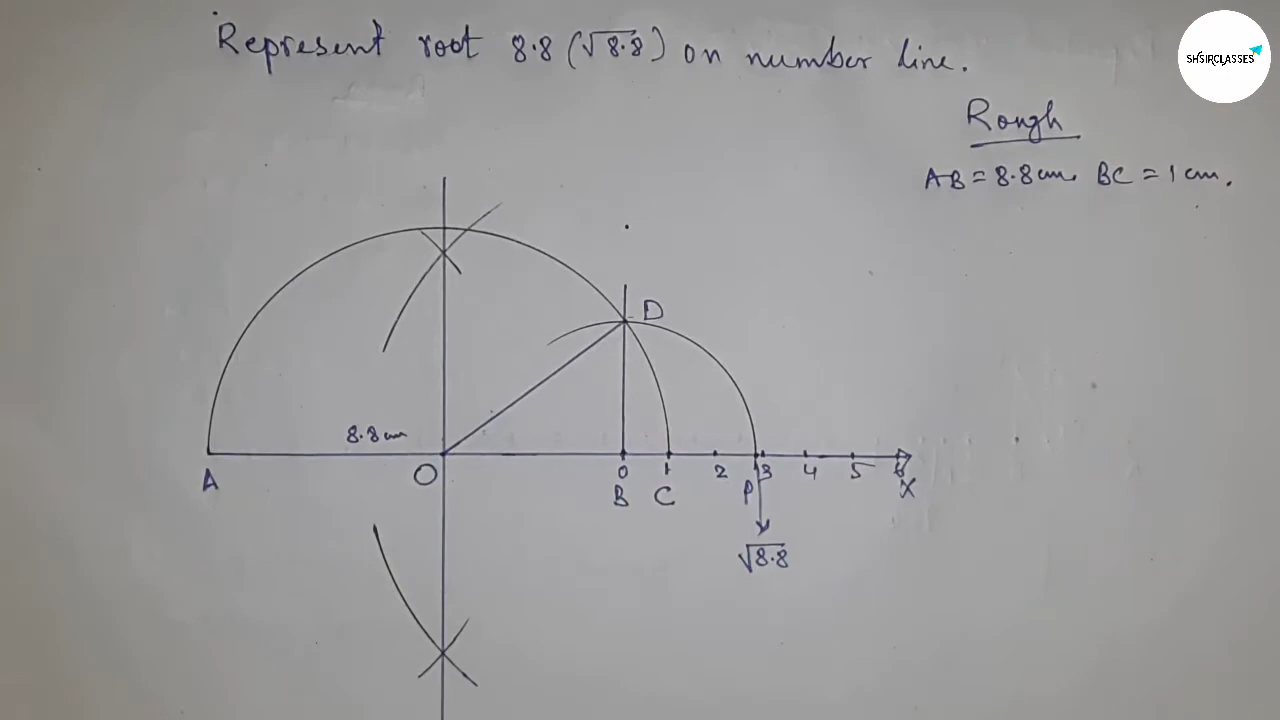 Represent root 8.8 (√8.8) on number line.
SHSIRCLASSES
Rough
AB = 8.8 cm. BC = 1 cm.
D
8.8 cm
A O 0 1 2 3 4 5 6
B C P X
√8.8